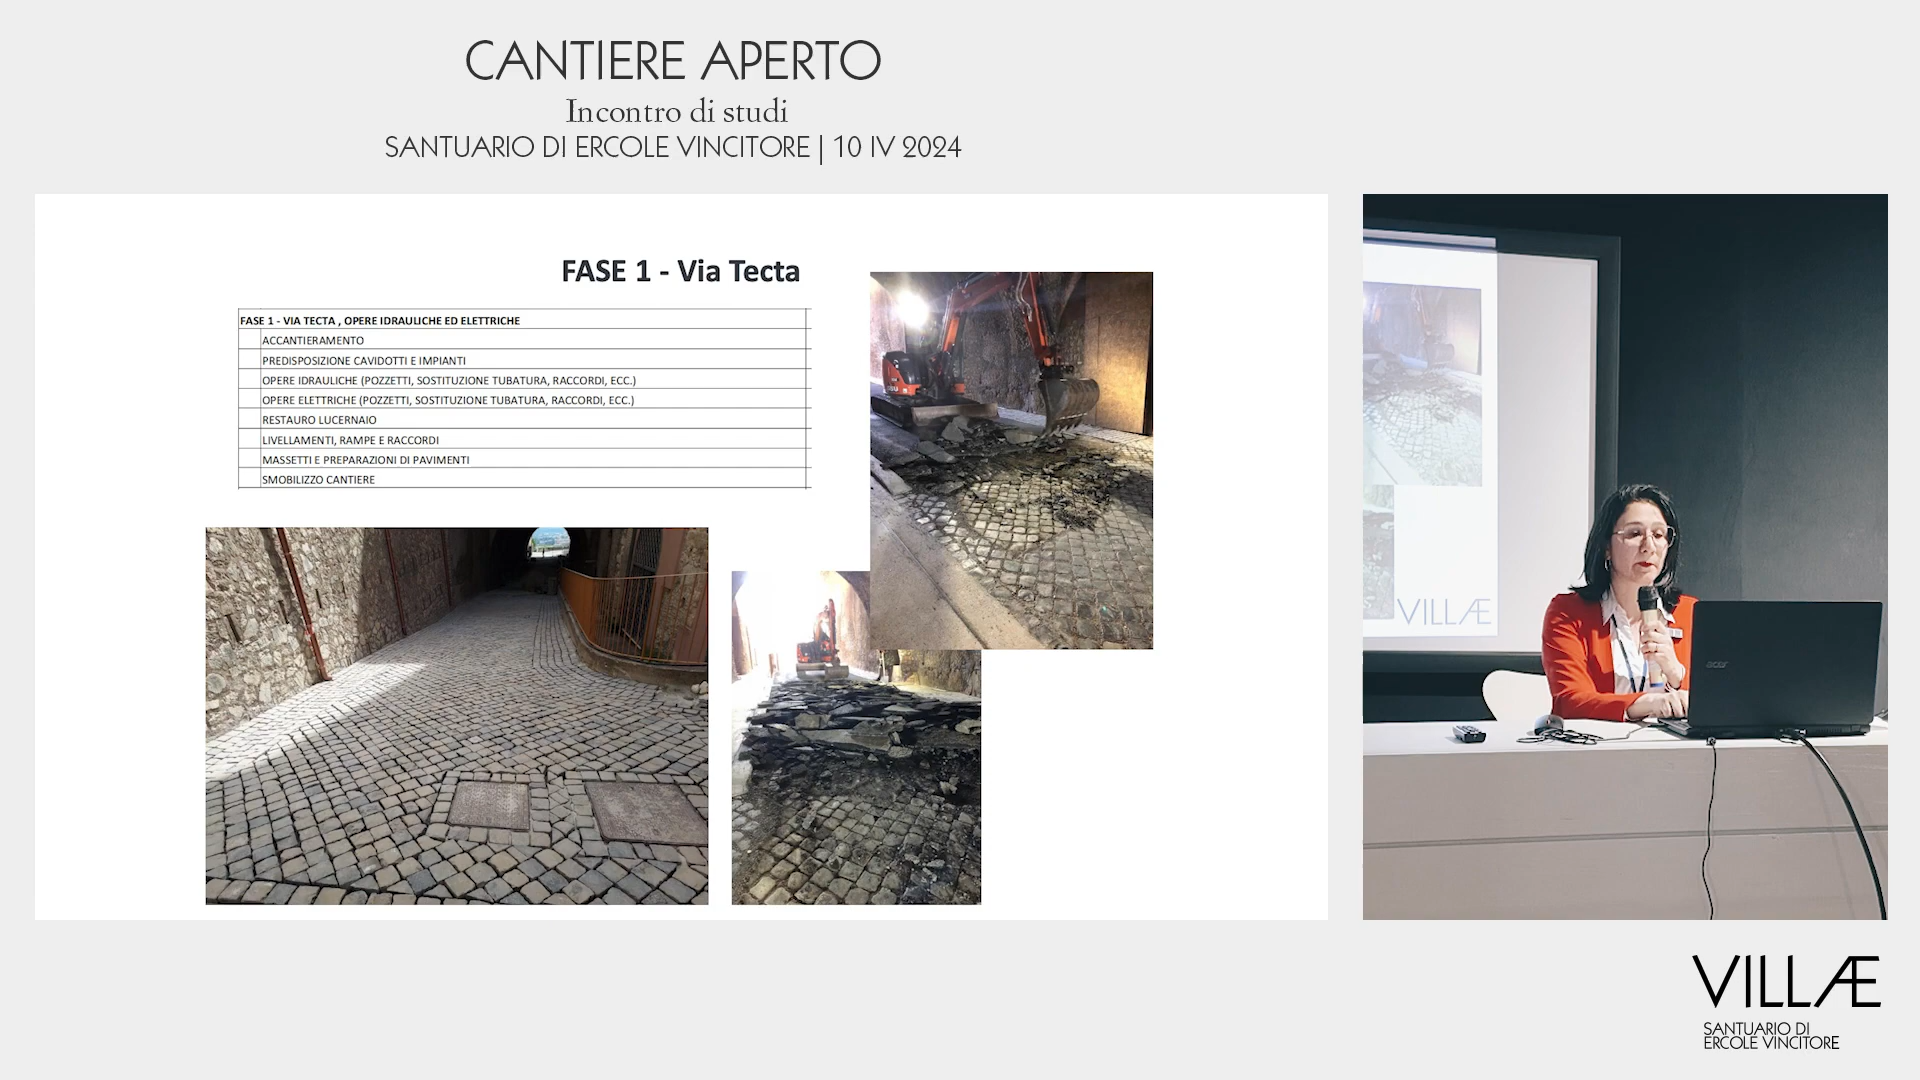 CANTIERE APERTO
Incontro di studi
SANTUARIO DI ERCOLE VINCITORE | 10 IV 2024
FASE 1 - Via Tecta
FASE 1 - VIA TECTA , OPERE IDRAULICHE ED ELETTRICHE
ACCANTIERAMENTO
PREDISPOSIZIONE CAVIDOTTI E IMPIANTI
OPERE IDRAULICHE (POZZETTI, SOSTITUZIONE TUBATURA, RACCORDI, ECC.)
OPERE ELETTRICHE (POZZETTI, SOSTITUZIONE TUBATURA, RACCORDI, ECC.)
RESTAURO LUCERNAIO
LIVELLAMENTI, RAMPE E RACCORDI
MASSETTI E PREPARAZIONI DI PAVIMENTI
SMOBILIZZO CANTIERE
VILLÆ
acer
VILLÆ
SANTUARIO DI
ERCOLE VINCITORE